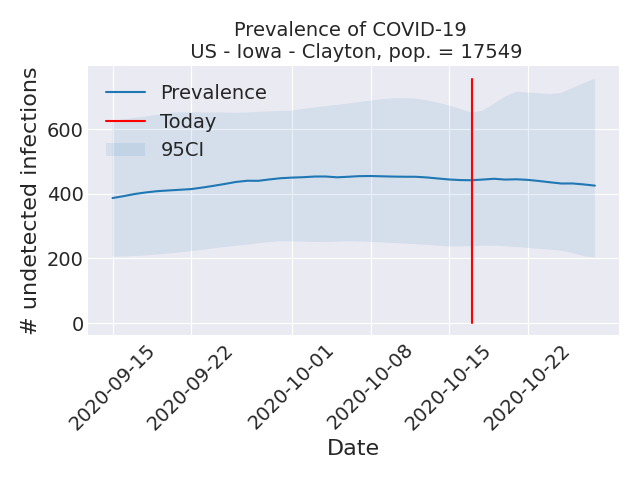 Prevalence of COVID-19
US - Iowa - Clayton, pop. = 17549
# undetected infections
600
400
200
0
Prevalence
Today
95CI
2020-09-15
2020-09-22
2020-10-01
2020-10-08
2020-10-15
2020-10-22
Date